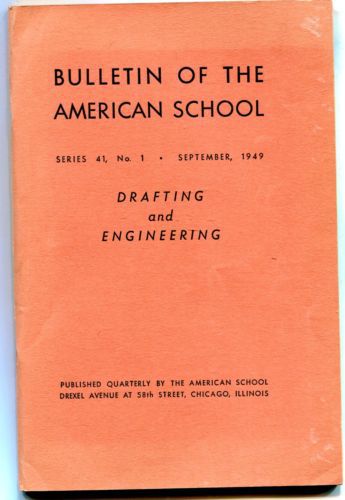 BULLETIN OF THE
AMERICAN SCHOOL
SERIES 41, No. 1 • SEPTEMBER, 1949
DRAFTING
and
ENGINEERING
PUBLISHED QUARTERLY BY THE AMERICAN SCHOOL
DREXEL AVENUE AT 58th STREET, CHICAGO, ILLINOIS